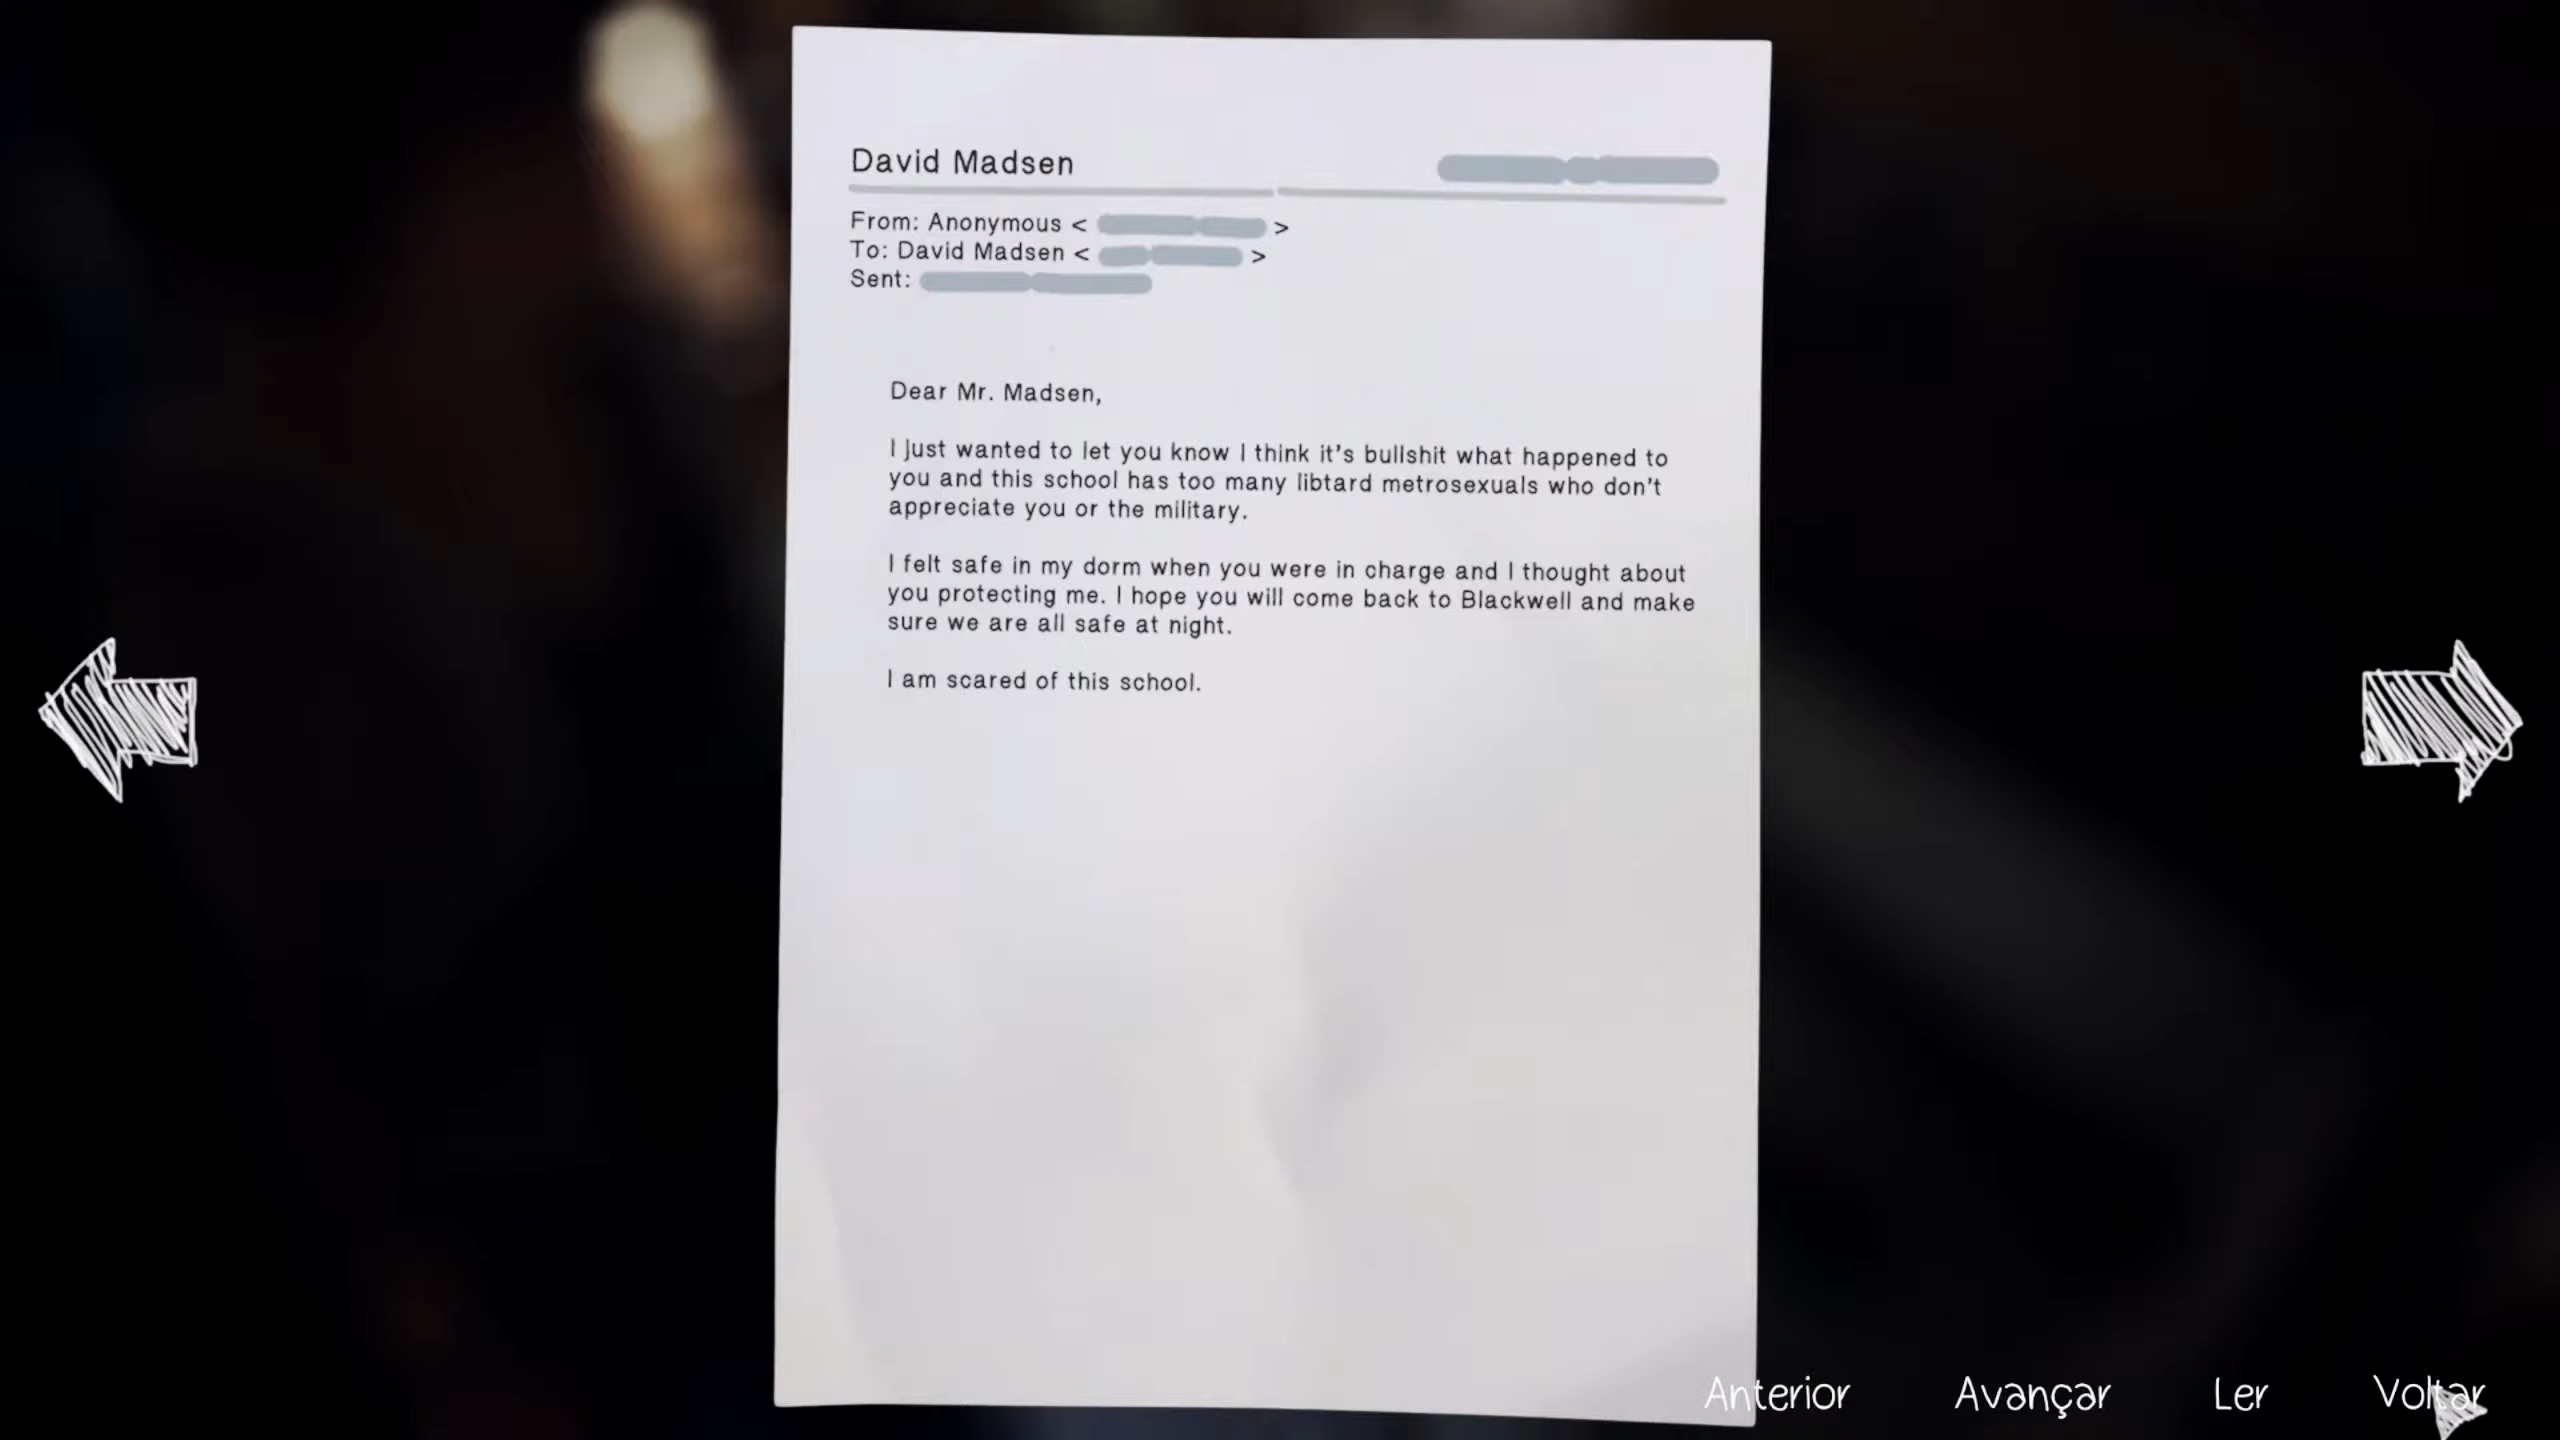 David Madsen
From: Anonymous < >
To: David Madsen < >
Sent:
Dear Mr. Madsen,
I just wanted to let you know I think it's bullshit what happened to
you and this school has too many libtard metrosexuals who don't
appreciate you or the military.
I felt safe in my dorm when you were in charge and I thought about
you protecting me. I hope you will come back to Blackwell and make
sure we are all safe at night.
I am scared of this school.
Anterior Avançar Ler Voltar